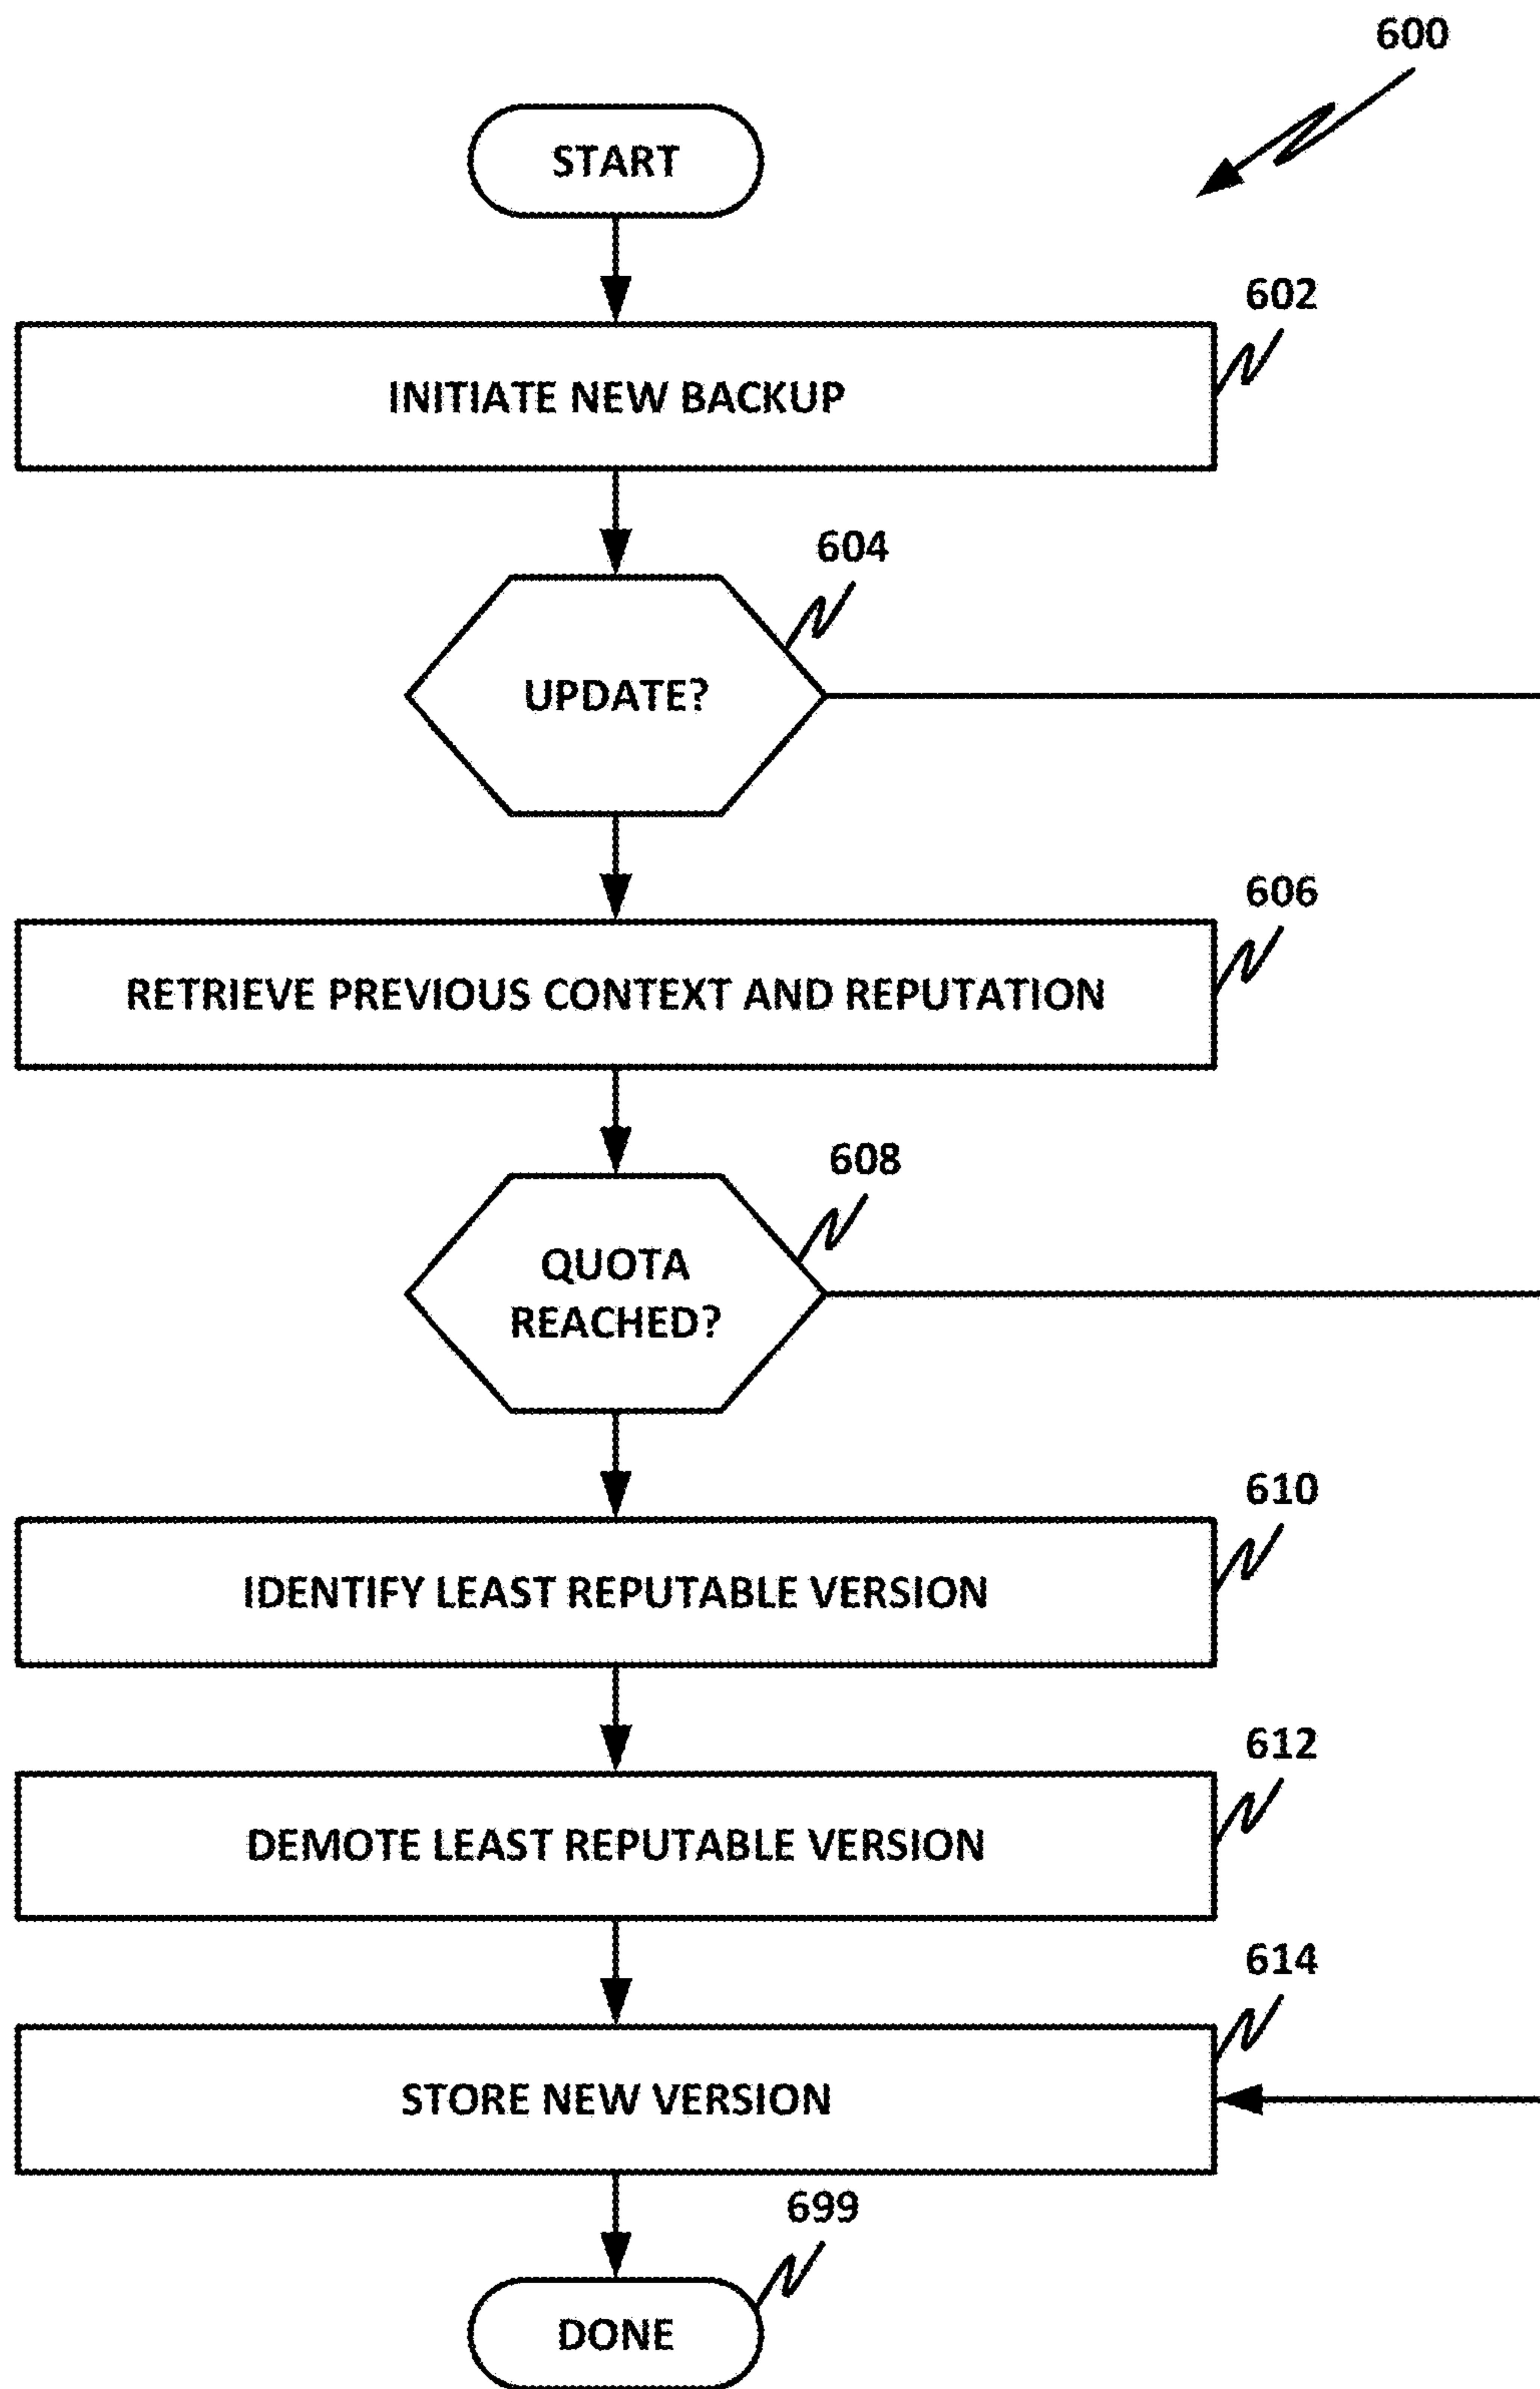 600
START
602
INITIATE NEW BACKUP
604
UPDATE?
606
RETRIEVE PREVIOUS CONTEXT AND REPUTATION
608
QUOTA
REACHED?
610
IDENTIFY LEAST REPUTABLE VERSION
612
DEMOTE LEAST REPUTABLE VERSION
614
STORE NEW VERSION
699
DONE